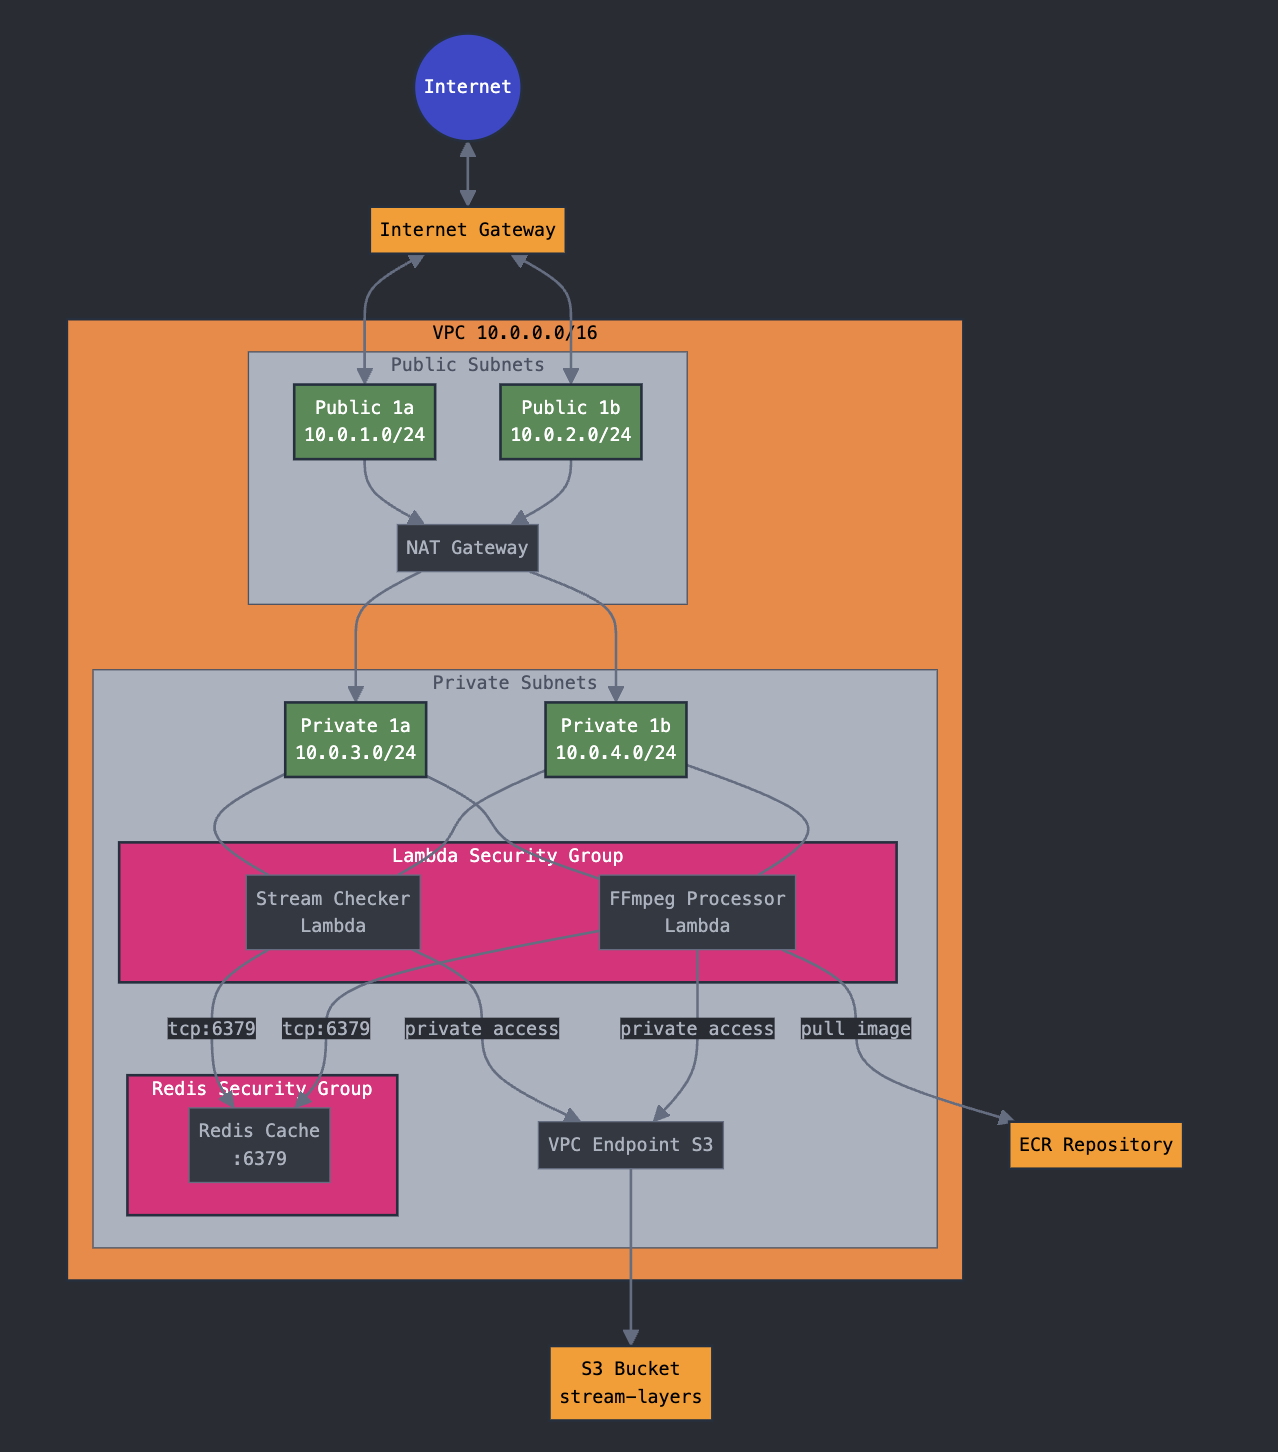 Internet
Internet Gateway
VPC 10.0.0.0/16
Public Subnets
Public 1a
10.0.1.0/24
Public 1b
10.0.2.0/24
NAT Gateway
Private Subnets
Private 1a
10.0.3.0/24
Private 1b
10.0.4.0/24
Lambda Security Group
Stream Checker
Lambda
FFmpeg Processor
Lambda
tcp:6379
tcp:6379
private access
private access
pull image
Redis Security Group
Redis Cache
:6379
VPC Endpoint S3
ECR Repository
S3 Bucket
stream-layers